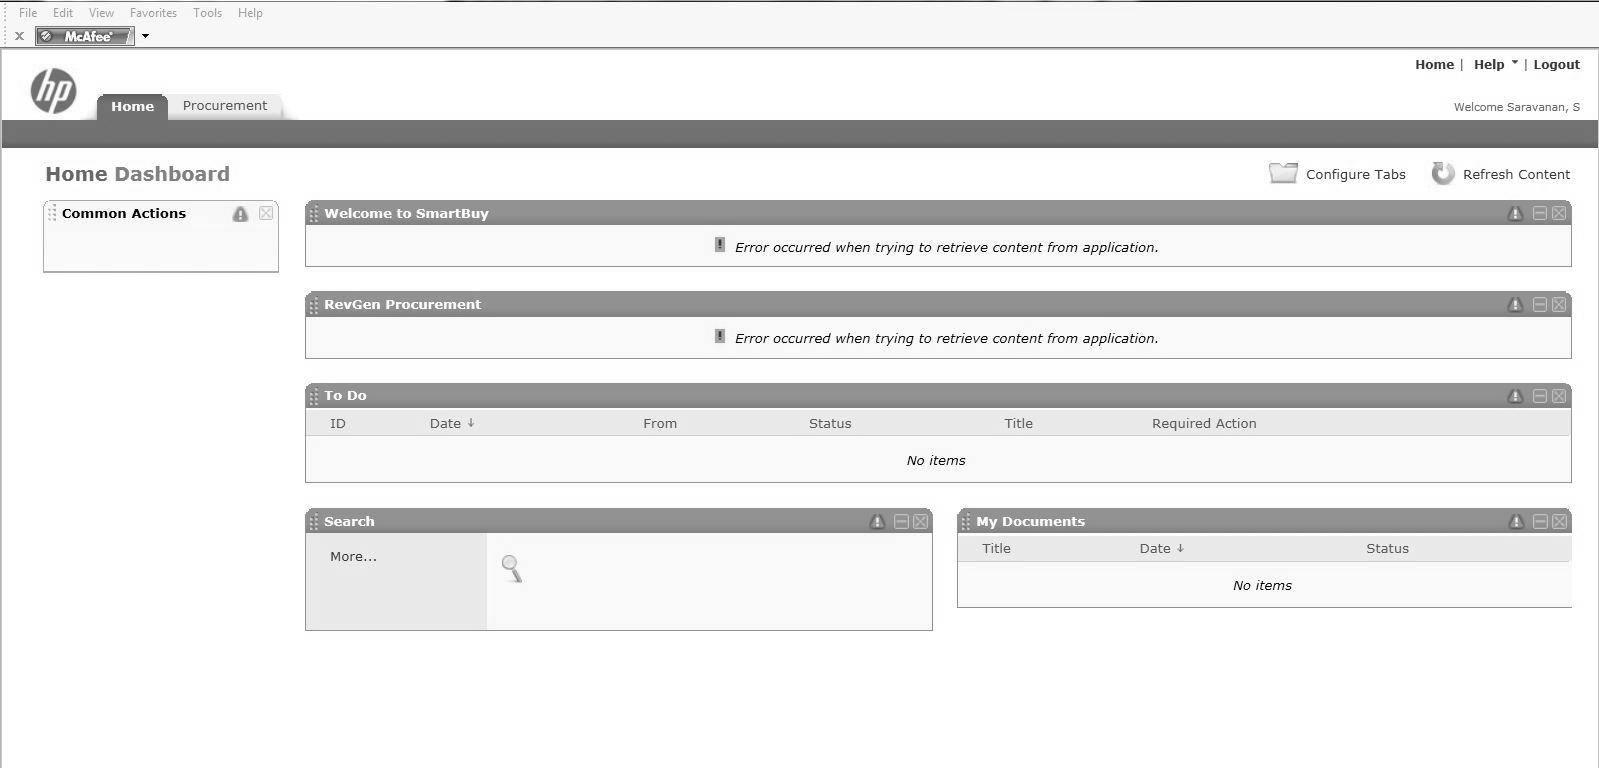 File Edit View Favorites Tools Help
x McAfee
Home | Help | Logout
hp
Home Procurement
Welcome Saravanan, S
Home Dashboard
Configure Tabs Refresh Content
Common Actions
Welcome to SmartBuy
Error occurred when trying to retrieve content from application.
RevGen Procurement
Error occurred when trying to retrieve content from application.
To Do
ID Date ↓ From Status Title Required Action
No items
Search
More...
My Documents
Title Date ↓ Status
No items